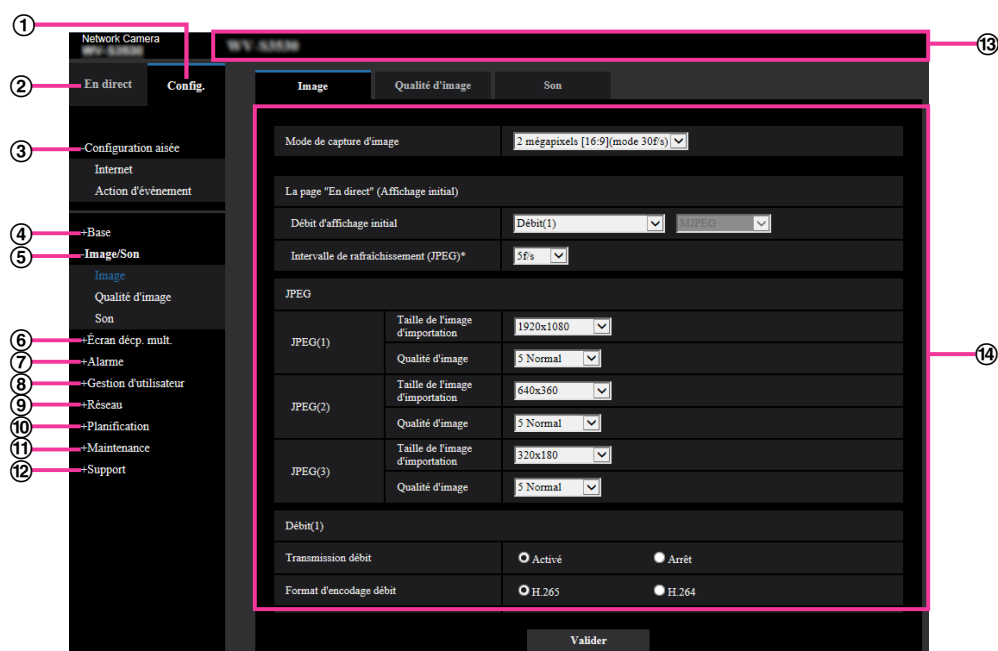 ①
Network Camera
⑬
② En direct Config.
Image Qualité d'image Son
Mode de capture d'image 2 mégapixels [16:9](mode 30f/s)
③ -Configuration aisée
Internet
Action d'événement
La page "En direct" (Affichage initial)
Débit d'affichage initial Débit(1) MJPEG
④ +Base
⑤ -Image/Son
Intervalle de rafraîchissement (JPEG)* 5f/s
Image
Qualité d'image
Son
JPEG
⑥ +Écran décp. mult.
⑦ +Alarme
⑧ +Gestion d'utilisateur
⑨ +Réseau
⑩ +Planification
⑪ +Maintenance
⑫ +Support
⑭
JPEG(1)
Taille de l'image d'importation 1920x1080
Qualité d'image 5 Normal
JPEG(2)
Taille de l'image d'importation 640x360
Qualité d'image 5 Normal
JPEG(3)
Taille de l'image d'importation 320x180
Qualité d'image 5 Normal
Débit(1)
Transmission débit Activé Arrêt
Format d'encodage débit H.265 H.264
Valider